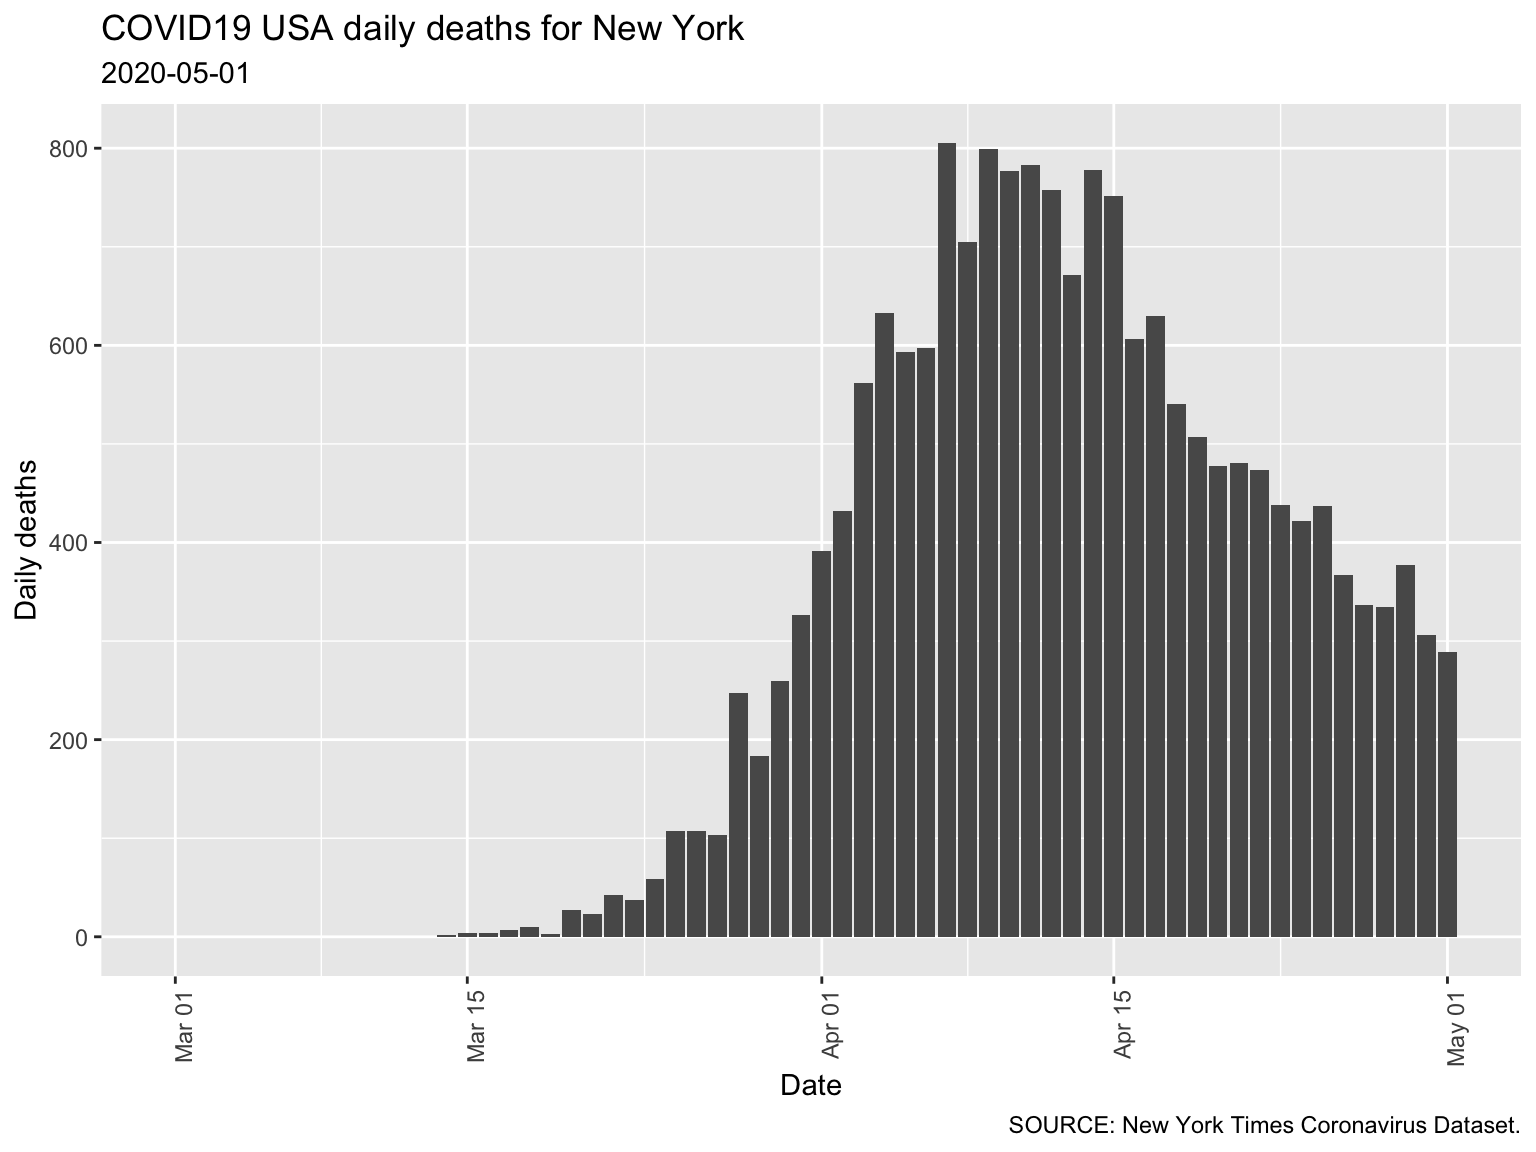 COVID19 USA daily deaths for New York
2020-05-01
Daily deaths
800
600
400
200
0
Mar 01
Mar 15
Apr 01
Apr 15
May 01
Date
SOURCE: New York Times Coronavirus Dataset.